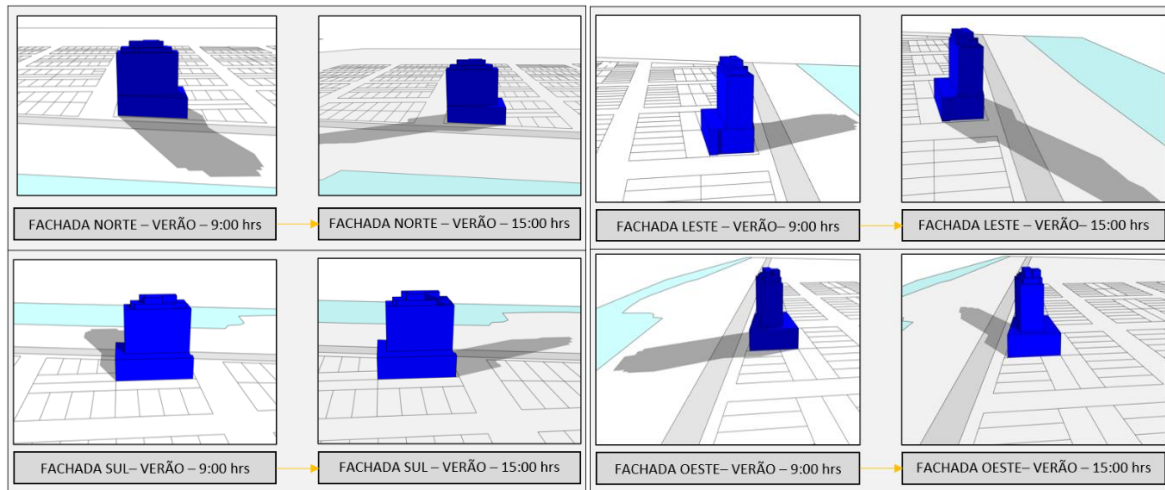 FACHADA NORTE – VERÃO – 9:00 hrs
FACHADA NORTE – VERÃO – 15:00 hrs
FACHADA LESTE – VERÃO– 9:00 hrs
FACHADA LESTE – VERÃO – 15:00 hrs
FACHADA SUL– VERÃO – 9:00 hrs
FACHADA SUL – VERÃO – 15:00 hrs
FACHADA OESTE– VERÃO – 9:00 hrs
FACHADA OESTE– VERÃO – 15:00 hrs